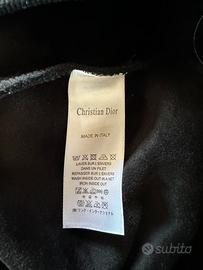 Christian Dior
MADE IN ITALY
LAVER SUR L'ENVERS
DANS UN FILET
REPASSER SUR L'ENVERS
WASH INSIDE OUT IN A NET
IRON INSIDE OUT
subito